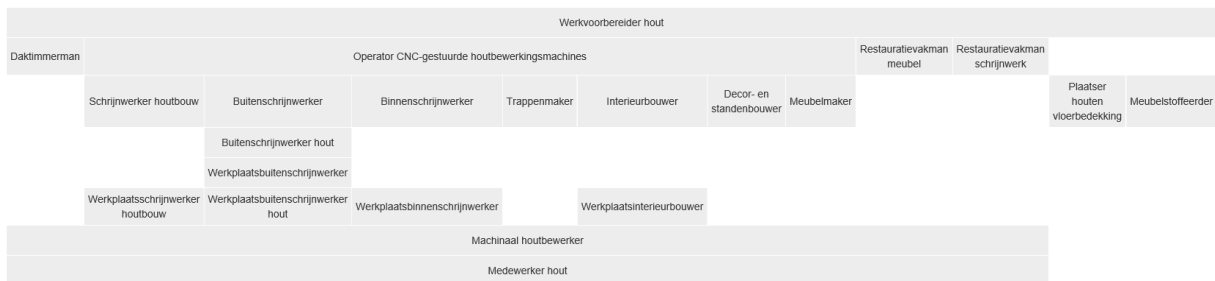 Werkvoorbereider hout
Daktimmerman
Operator CNC-gestuurde houtbewerkingsmachines
Restauratievakman
meubel
Restauratievakman
schrijnwerk
Schrijnwerker houtbouw
Buitenschrijnwerker
Binnenschrijnwerker
Trappenmaker
Interieurbouwer
Decor- en
standenbouwer
Meubelmaker
Plaatser
houten
vloerbedekking
Meubelstoffeerder
Buitenschrijnwerker hout
Werkplaatsbuitenschrijnwerker
Werkplaatsschrijnwerker
houtbouw
Werkplaatsbuitenschrijnwerker
hout
Werkplaatsbinnenschrijnwerker
Werkplaatsinterieurbouwer
Machinaal houtbewerker
Medewerker hout